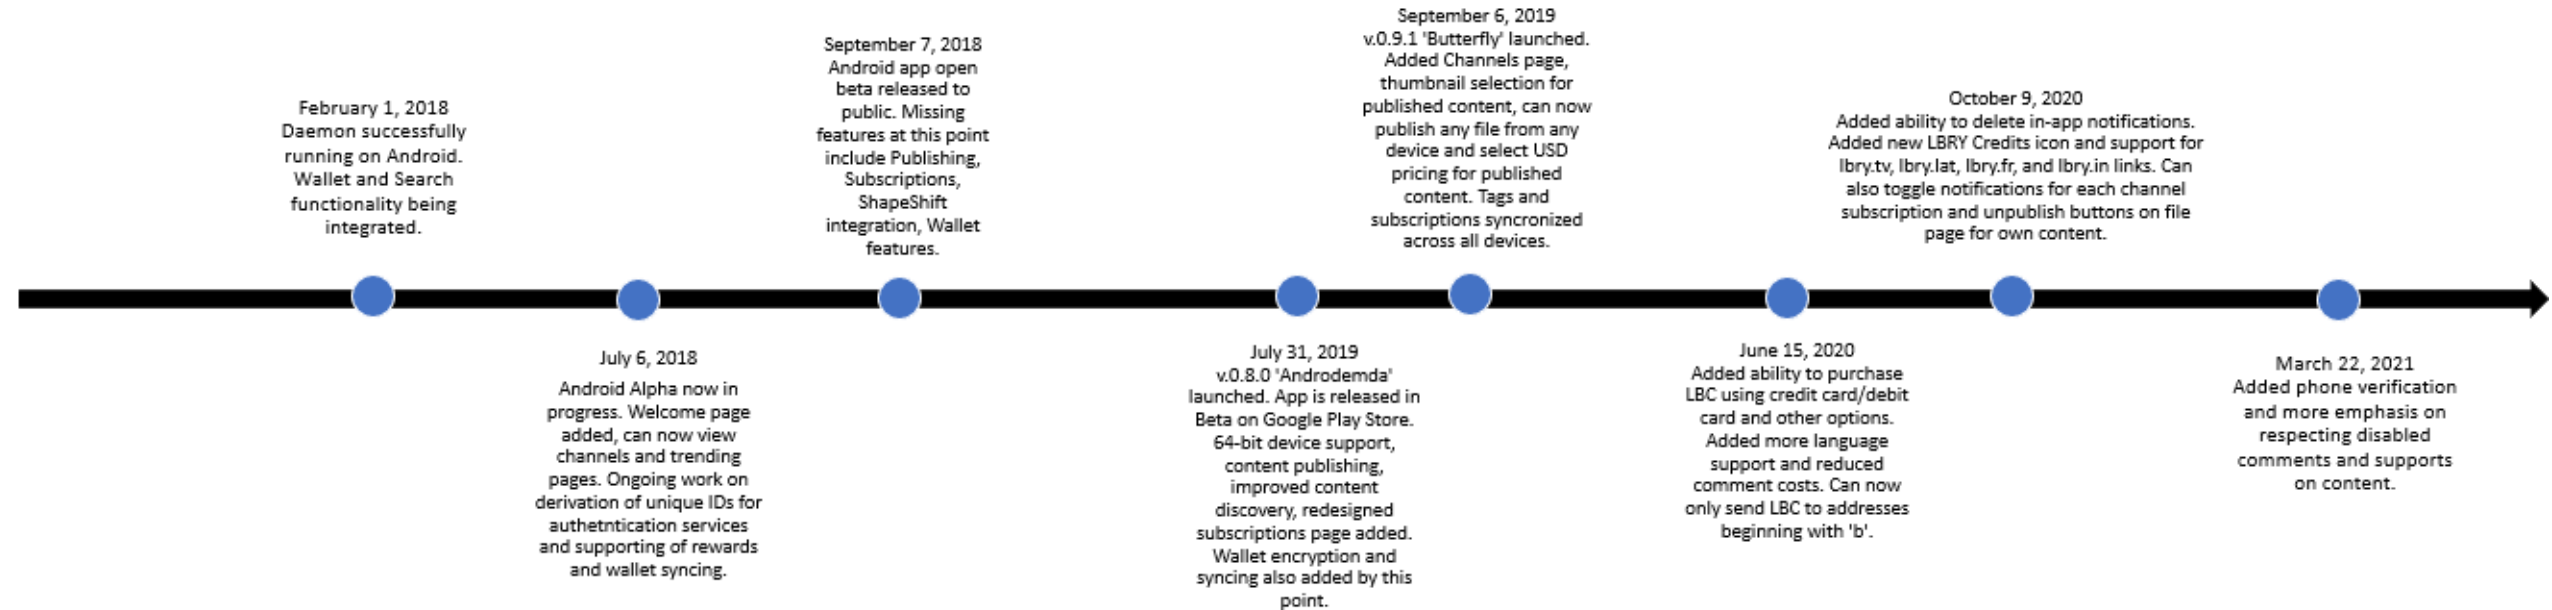 February 1, 2018
Daemon successfully
running on Android.
Wallet and Search
functionality being
integrated.
July 6, 2018
Android Alpha now in
progress. Welcome page
added, can now view
channels and trending
pages. Ongoing work on
derivation of unique IDs for
authetntication services
and supporting of rewards
and wallet syncing.
September 7, 2018
Android app open
beta released to
public. Missing
features at this point
include Publishing,
Subscriptions,
ShapeShift
integration, Wallet
features.
July 31, 2019
v.0.8.0 'Androdemda'
launched. App is released in
Beta on Google Play Store.
64-bit device support,
content publishing,
improved content
discovery, redesigned
subscriptions page added.
Wallet encryption and
syncing also added by this
point.
September 6, 2019
v.0.9.1 'Butterfly' launched.
Added Channels page,
thumbnail selection for
published content, can now
publish any file from any
device and select USD
pricing for published
content. Tags and
subscriptions syncronized
across all devices.
June 15, 2020
Added ability to purchase
LBC using credit card/debit
card and other options.
Added more language
support and reduced
comment costs. Can now
only send LBC to addresses
beginning with 'b'.
October 9, 2020
Added ability to delete in-app notifications.
Added new LBRY Credits icon and support for
lbry.tv, lbry.lat, lbry.fr, and lbry.in links. Can
also toggle notifications for each channel
subscription and unpublish buttons on file
page for own content.
March 22, 2021
Added phone verification
and more emphasis on
respecting disabled
comments and supports
on content.